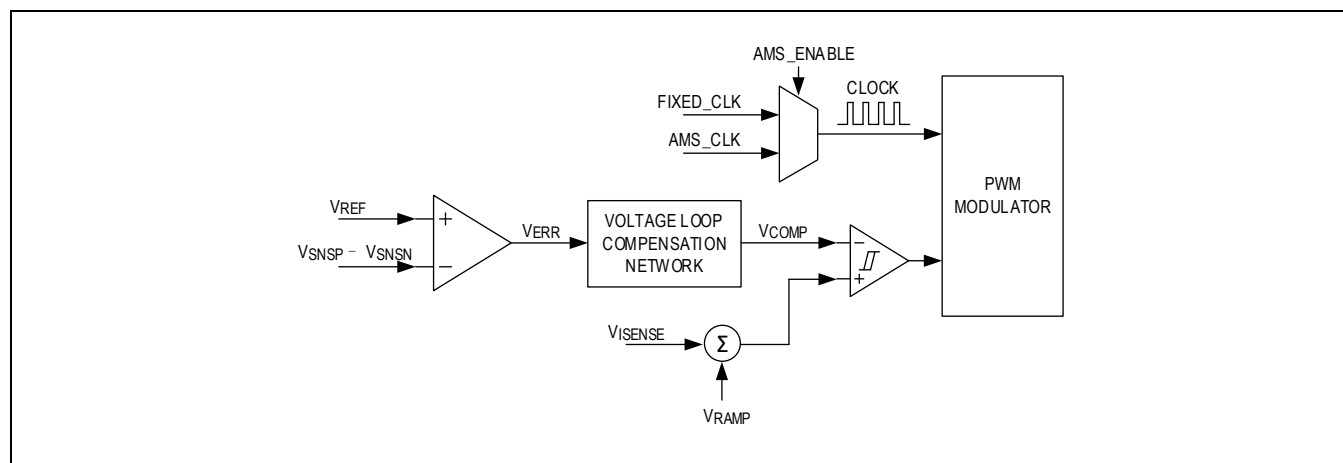 AMS_ENABLE
FIXED_CLK
CLOCK
AMS_CLK
PWM
MODULATOR
VREF
+
VSNSP – VSNSN
−
VERR
VOLTAGE LOOP
COMPENSATION
NETWORK
VCOMP
−
+
VISENSE
Σ
VRAMP